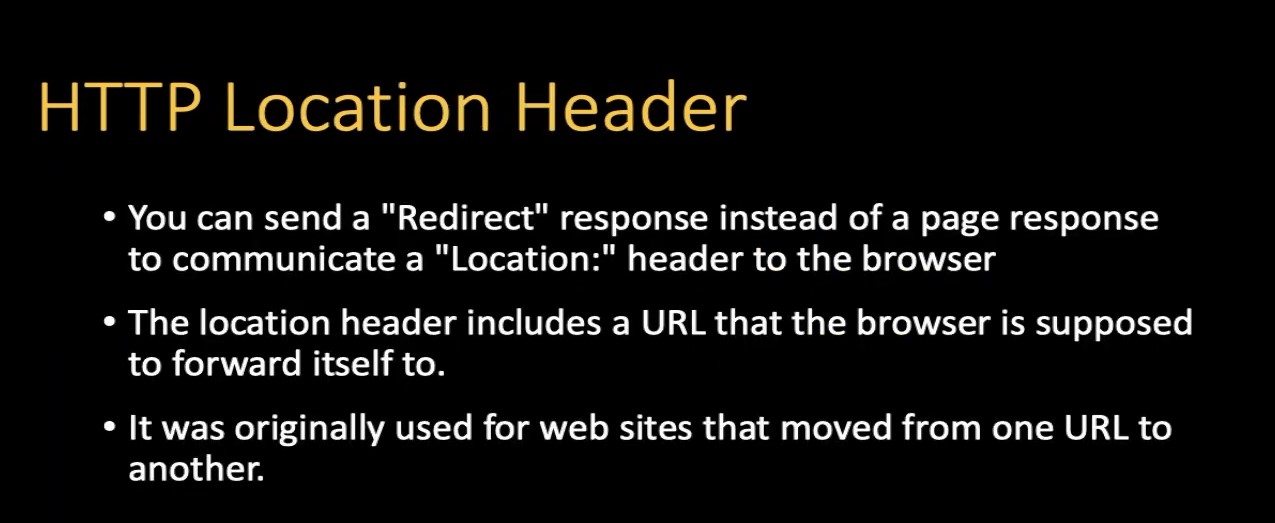 HTTP Location Header
• You can send a "Redirect" response instead of a page response
to communicate a "Location:" header to the browser
• The location header includes a URL that the browser is supposed
to forward itself to.
• It was originally used for web sites that moved from one URL to
another.